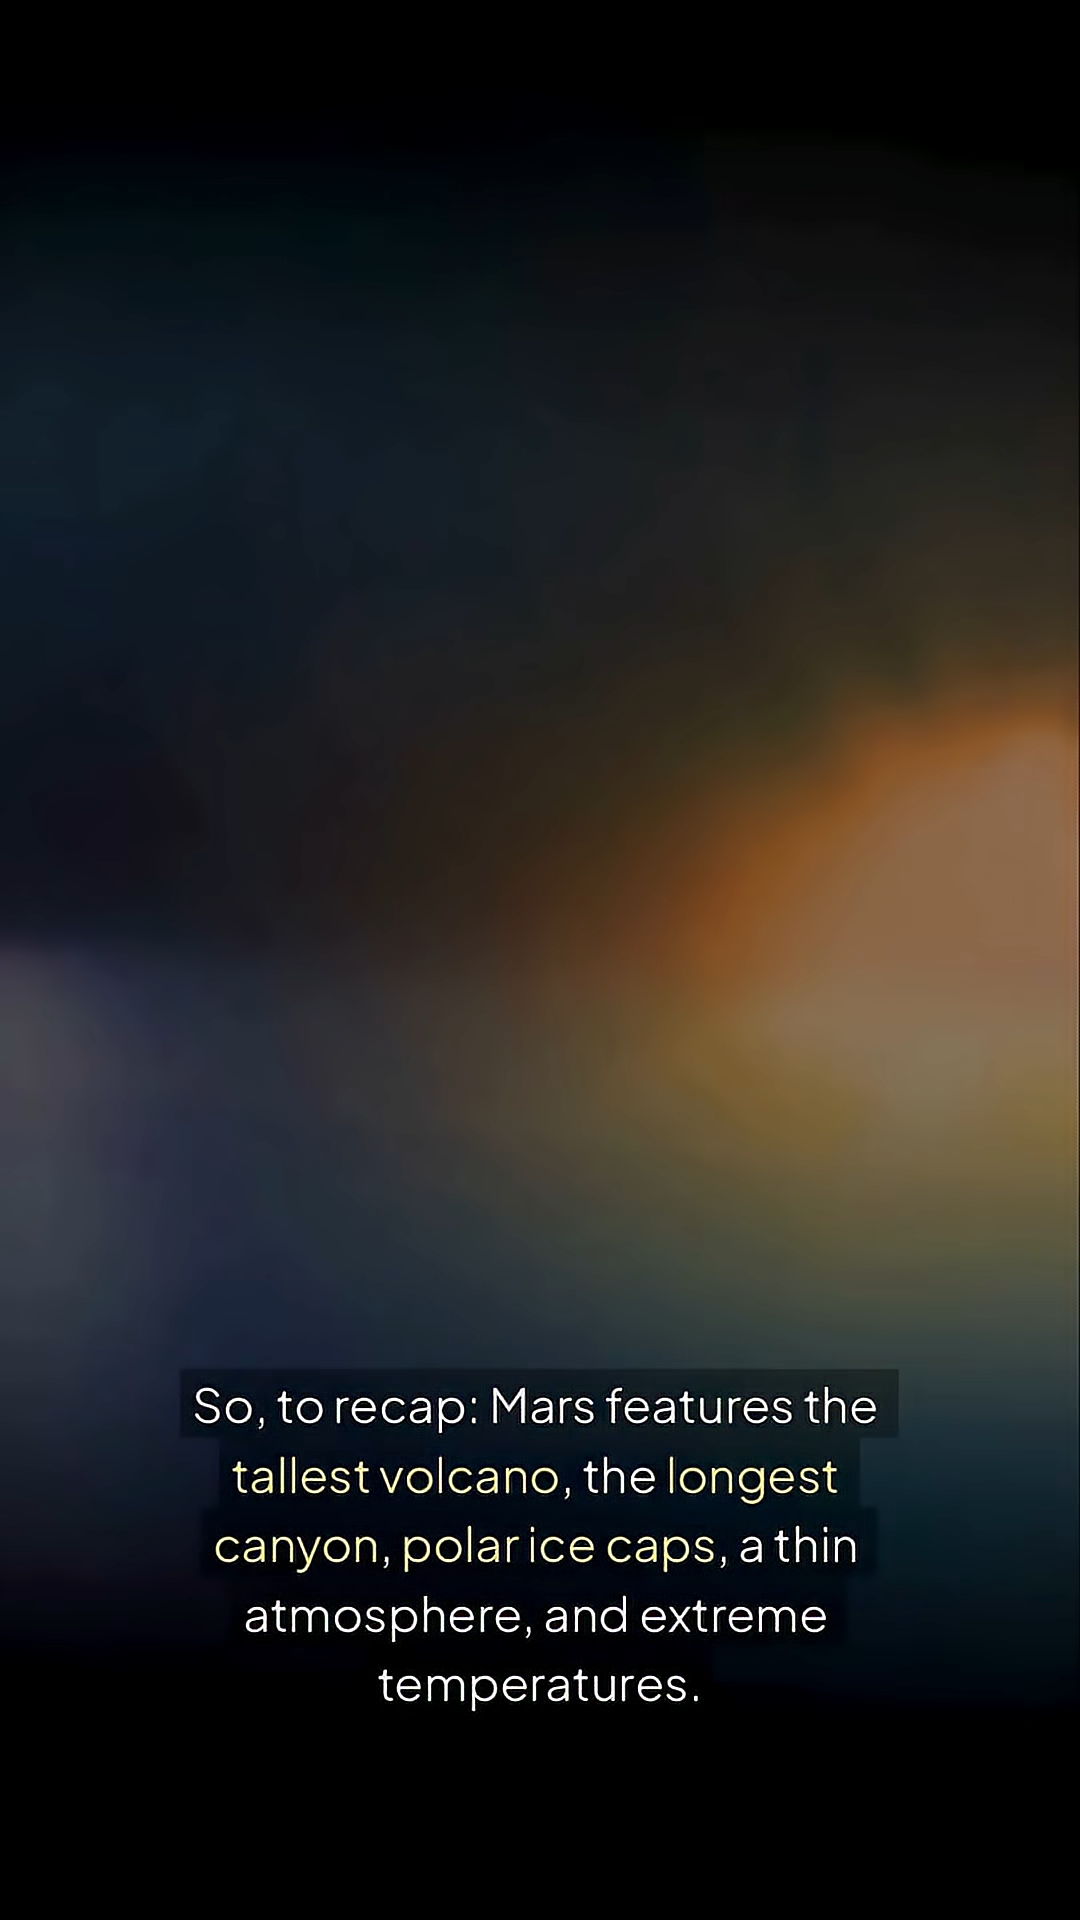 So, to recap: Mars features the
tallest volcano, the longest
canyon, polar ice caps, a thin
atmosphere, and extreme
temperatures.